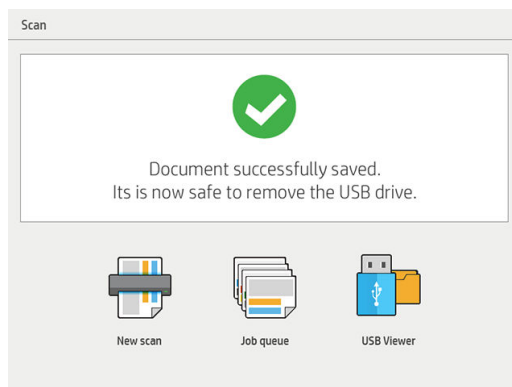 Scan
Document successfully saved.
Its is now safe to remove the USB drive.
New scan
Job queue
USB Viewer